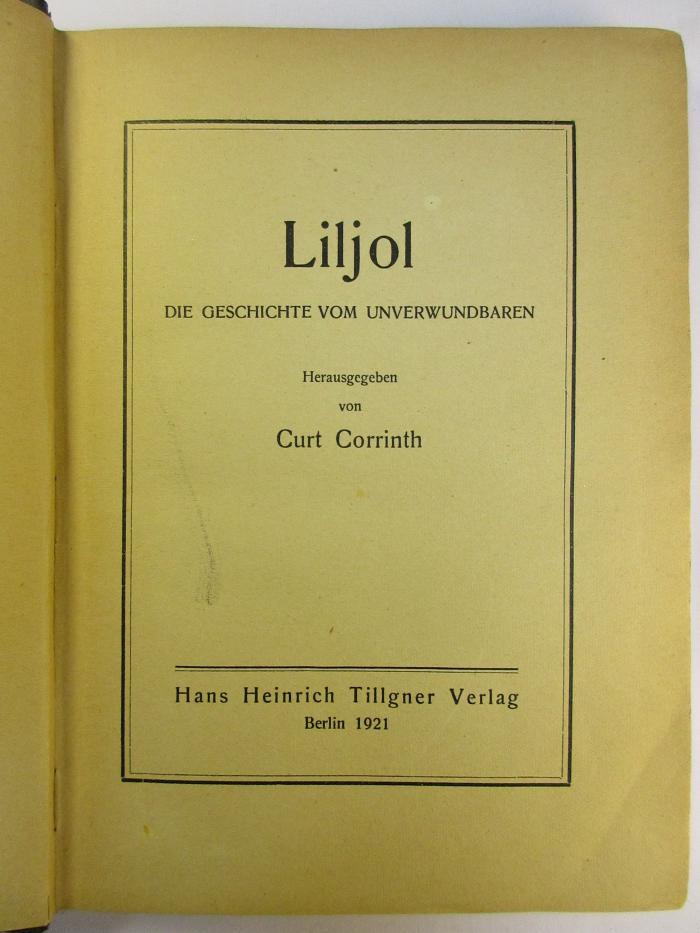 Liljol
DIE GESCHICHTE VOM UNVERWUNDBAREN
Herausgegeben
von
Curt Corrinth
Hans Heinrich Tillgner Verlag
Berlin 1921